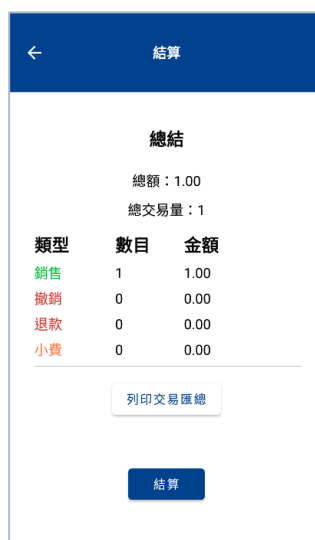 結算
總結
總額：1.00
總交易量：1
類型 數目 金額
銷售 1 1.00
撤銷 0 0.00
退款 0 0.00
小費 0 0.00
列印交易匯總
結算